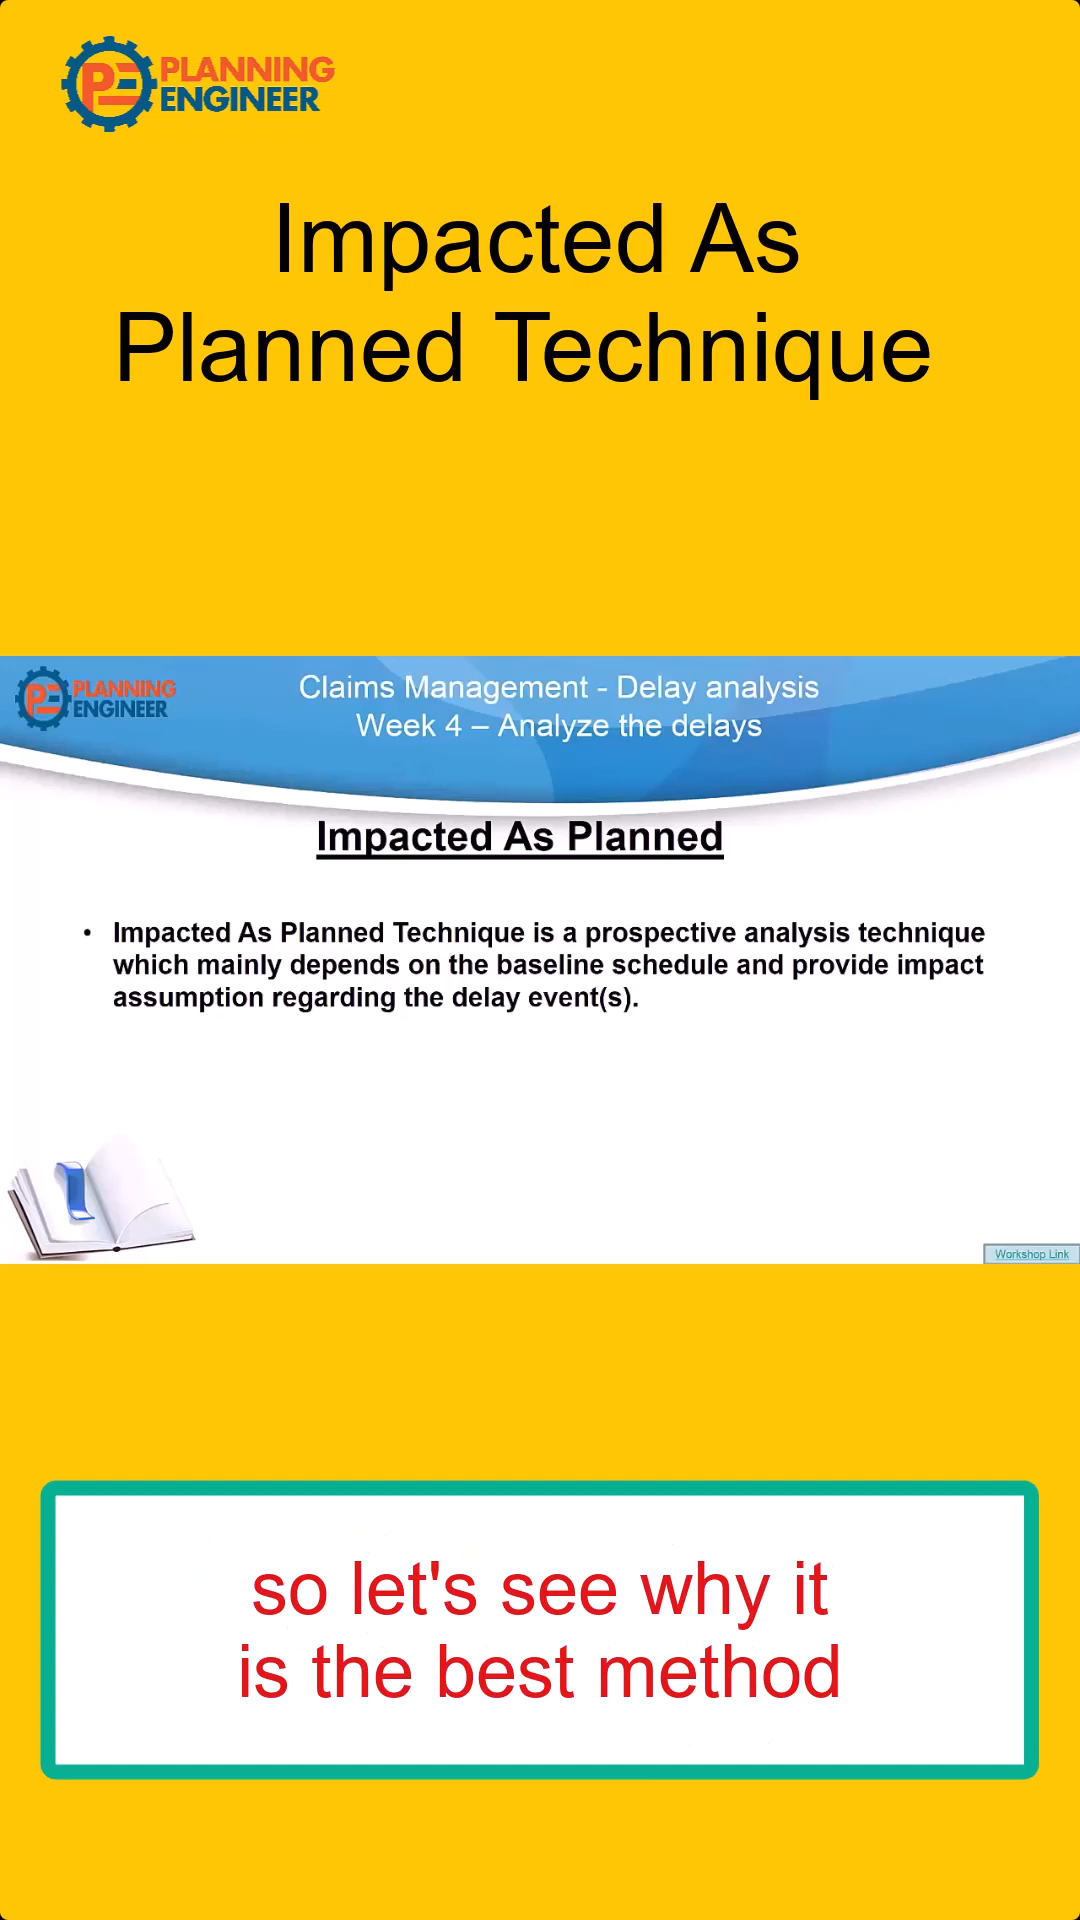 PLANNING
ENGINEER
Impacted As
Planned Technique
PLANNING
ENGINEER
Claims Management - Delay analysis
Week 4 – Analyze the delays
Impacted As Planned
• Impacted As Planned Technique is a prospective analysis technique
which mainly depends on the baseline schedule and provide impact
assumption regarding the delay event(s).
Workshop Link
so let's see why it
is the best method